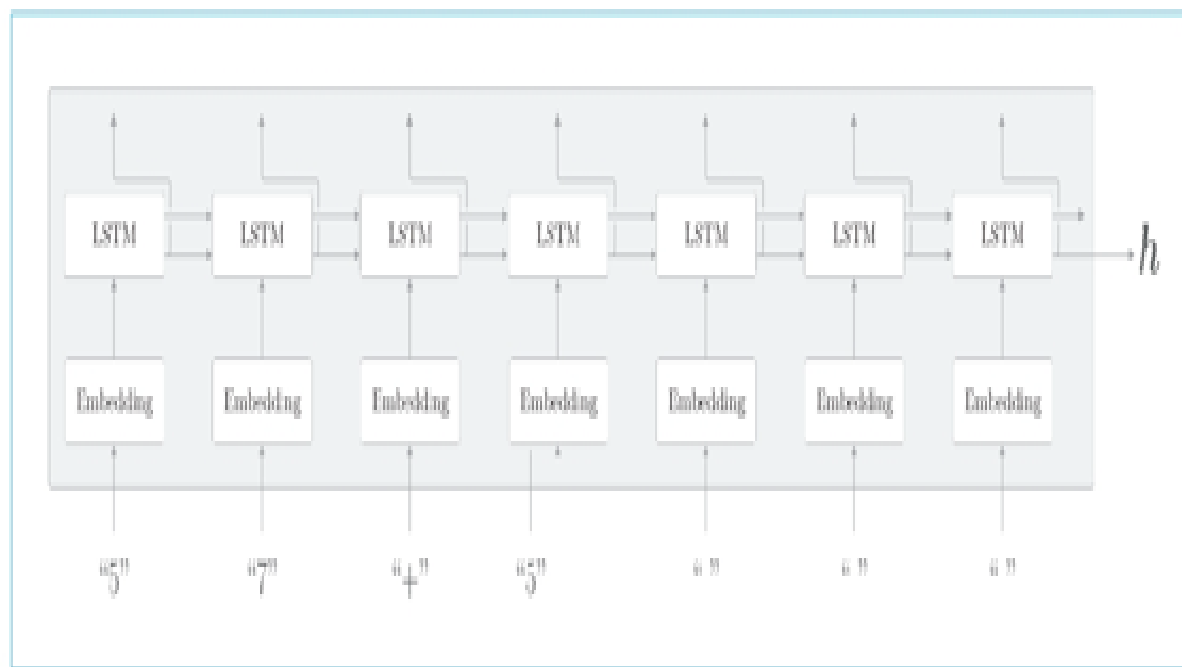 LSTM LSTM LSTM LSTM LSTM LSTM LSTM
h
Embedding Embedding Embedding Embedding Embedding Embedding Embedding
“5” “7” “+” “5” “ ” “ ” “ ”